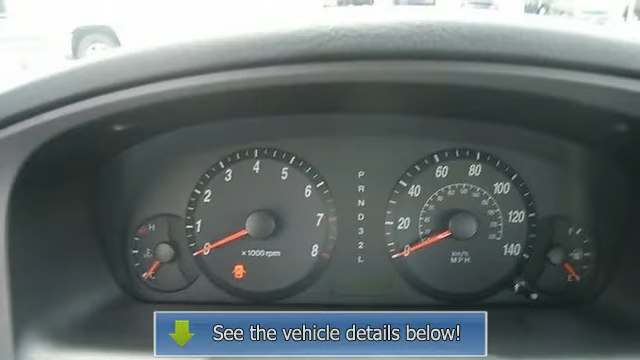 0 1 2 3 4 5 6 7 8
×1000 rpm
H
C
P
R
N
D
3
2
L
0 20 40 60 80 100 120 140
km/h
MPH
F
E
See the vehicle details below!